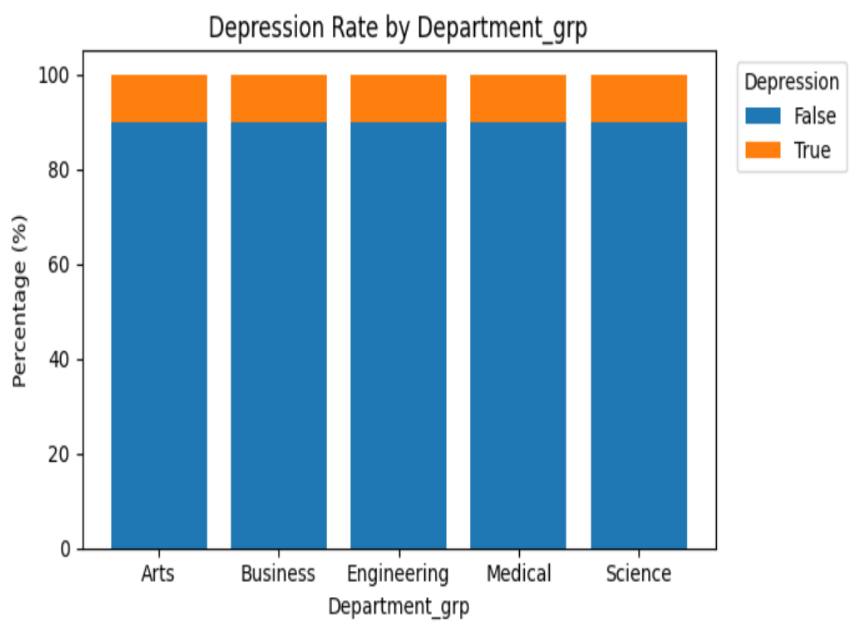 Depression Rate by Department_grp
Percentage (%)
100
80
60
40
20
0
Arts Business Engineering Medical Science
Department_grp
Depression
False
True